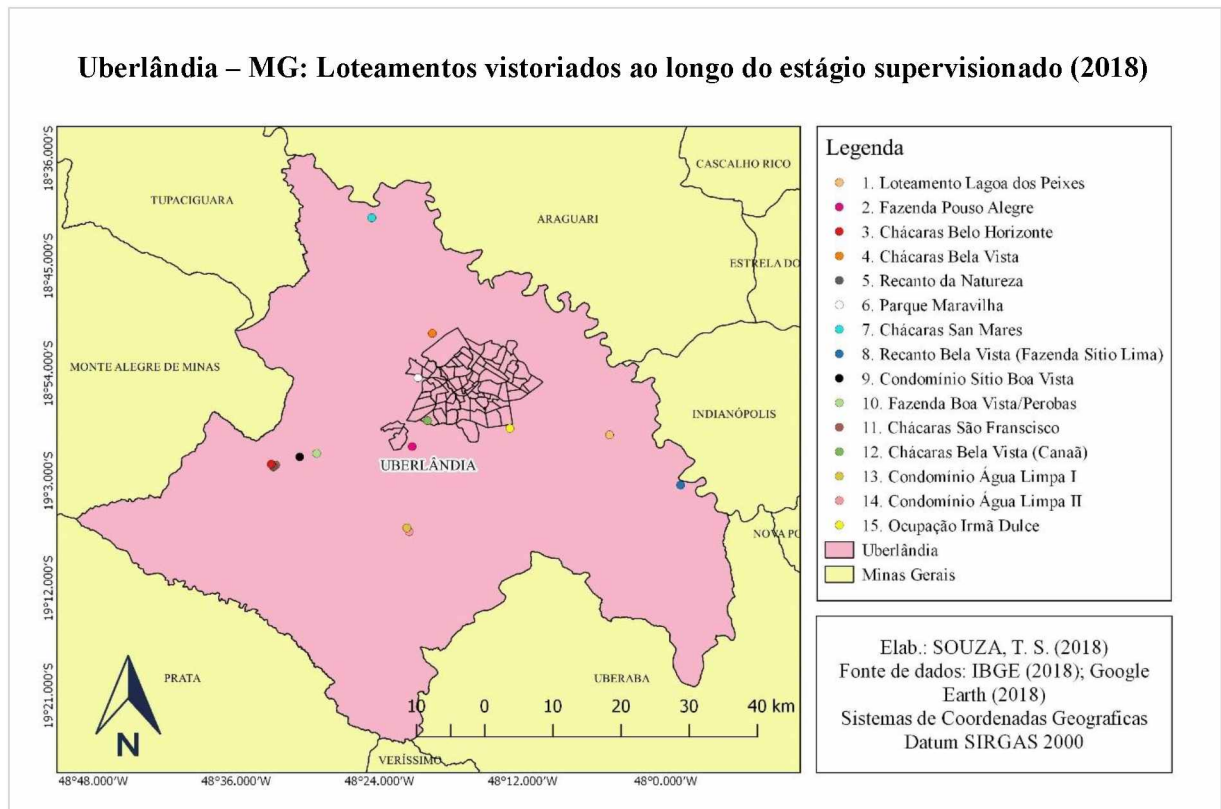 Uberlândia – MG: Loteamentos vistoriados ao longo do estágio supervisionado (2018)
18°36.000'S
18°45.000'S
18°54.000'S
19°3.000'S
19°12.000'S
19°21.000'S
CASCALHO RICO
TUPACIGUARA
ARAGUARI
ESTRELA DO
MONTE ALEGRE DE MINAS
INDIANÓPOLIS
UBERLÂNDIA
NOVA PO
PRATA
UBERABA
VERÍSSIMO
N
10 0 10 20 30 40 km
48°48.000'W 48°36.000'W 48°24.000'W 48°12.000'W 48°0.000'W
Legenda
1. Loteamento Lagoa dos Peixes
2. Fazenda Pouso Alegre
3. Chácaras Belo Horizonte
4. Chácaras Bela Vista
5. Recanto da Natureza
6. Parque Maravilha
7. Chácaras San Mares
8. Recanto Bela Vista (Fazenda Sítio Lima)
9. Condomínio Sítio Boa Vista
10. Fazenda Boa Vista/Perobas
11. Chácaras São Franscisco
12. Chácaras Bela Vista (Canaã)
13. Condomínio Água Limpa I
14. Condomínio Água Limpa II
15. Ocupação Irmã Dulce
Uberlândia
Minas Gerais
Elab.: SOUZA, T. S. (2018)
Fonte de dados: IBGE (2018); Google
Earth (2018)
Sistemas de Coordenadas Geograficas
Datum SIRGAS 2000